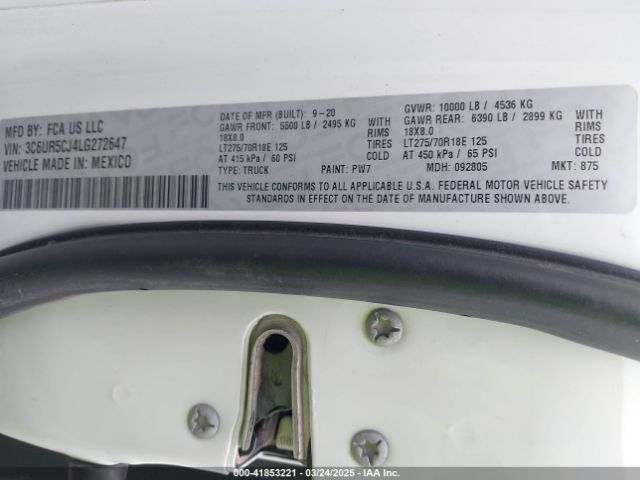 MFD BY: FCA US LLC
VIN: 3C6UR5CJ4LG272647
VEHICLE MADE IN: MEXICO
DATE OF MFR (BUILT): 9-20
GAWR FRONT: 5500 LB / 2495 KG WITH
18X8.0 RIMS
LT275/70R18E 125 TIRES
AT 415 kPa / 60 PSI COLD
TYPE: TRUCK PAINT: PW7
GVWR: 10000 LB / 4536 KG
GAWR REAR: 6390 LB / 2899 KG WITH
18X8.0 RIMS
LT275/70R18E 125 TIRES
AT 450 kPa / 65 PSI COLD
MDH: 092805 MKT: 875
THIS VEHICLE CONFORMS TO ALL APPLICABLE U.S.A. FEDERAL MOTOR VEHICLE SAFETY
STANDARDS IN EFFECT ON THE DATE OF MANUFACTURE SHOWN ABOVE.
000-41853221 - 03/24/2025 - IAA Inc.